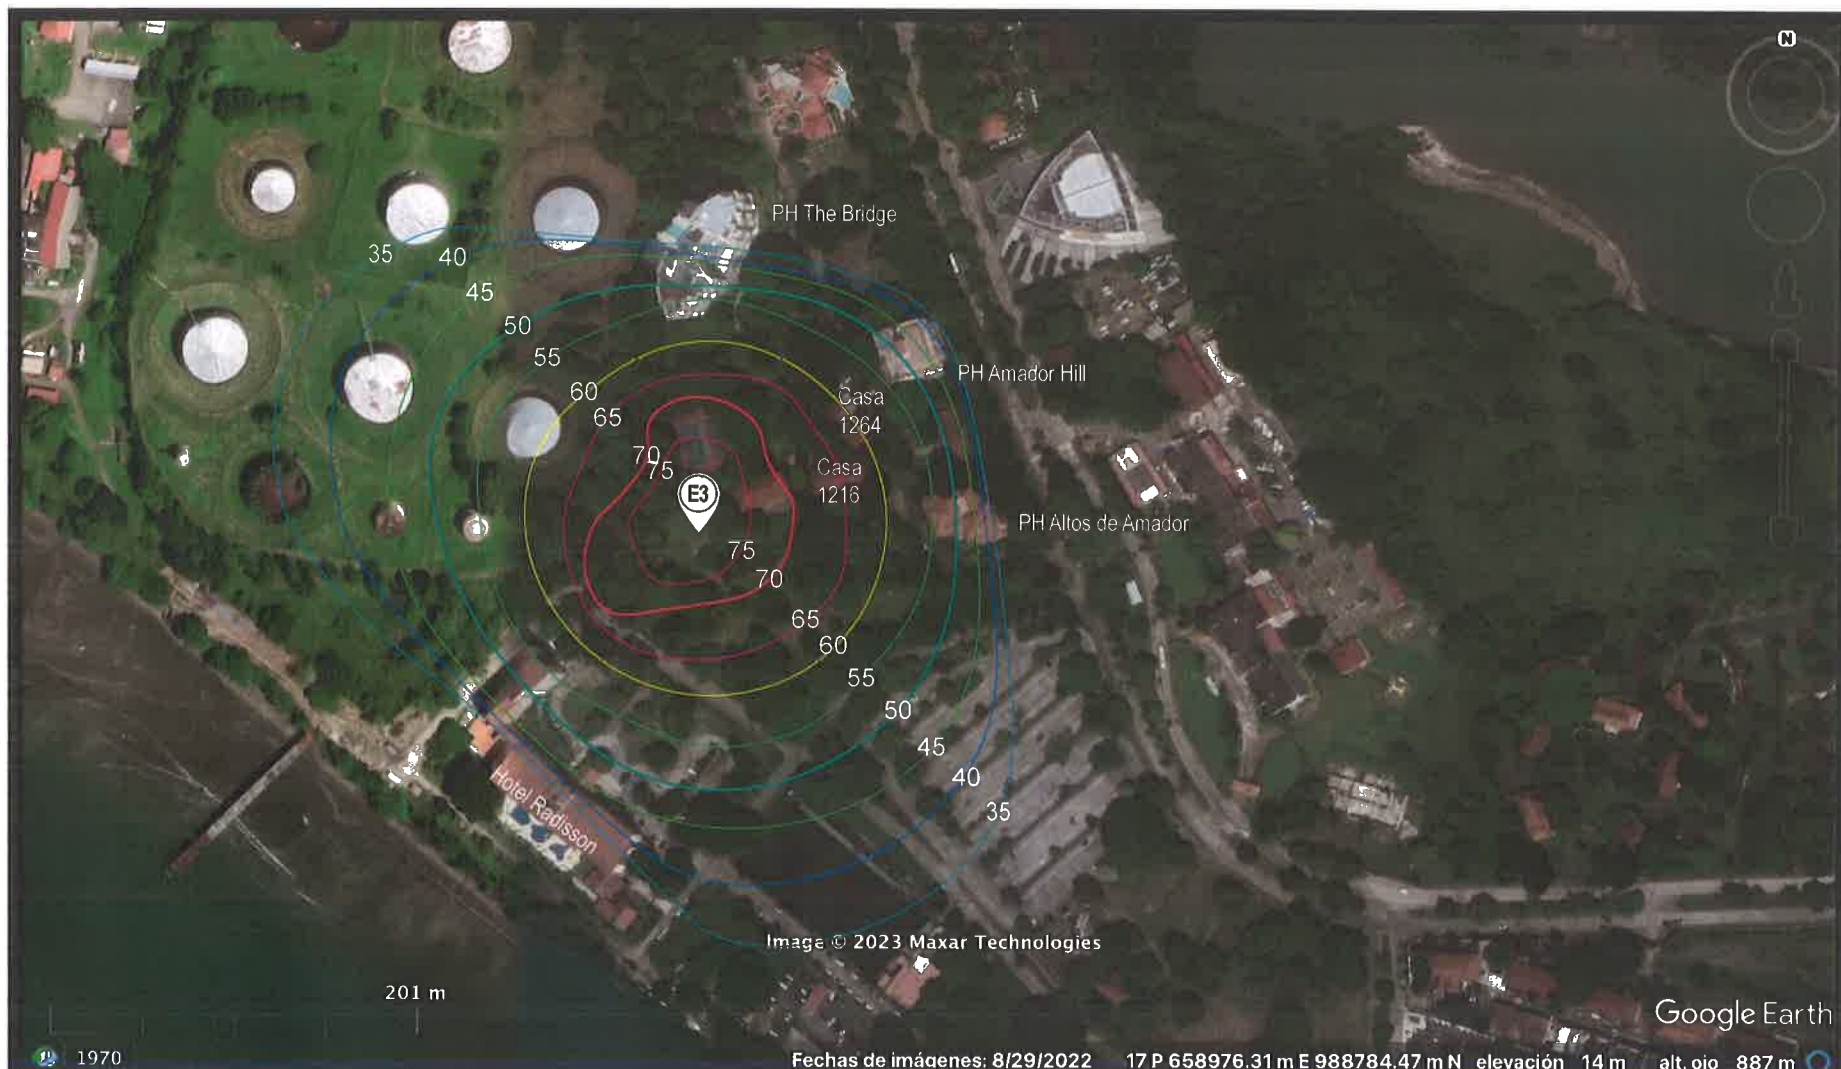 N
PH The Bridge
35
40
45
50
55
60
65
70
75
E3
75
70
65
60
55
50
45
40
35
PH Amador Hill
Casa
1264
Casa
1216
PH Altos de Amador
Hotel Radisson
Image © 2023 Maxar Technologies
201 m
Google Earth
1970
Fechas de imágenes: 8/29/2022 17 P 658976.31 m E 988784.47 m N elevación 14 m alt. ojo 887 m